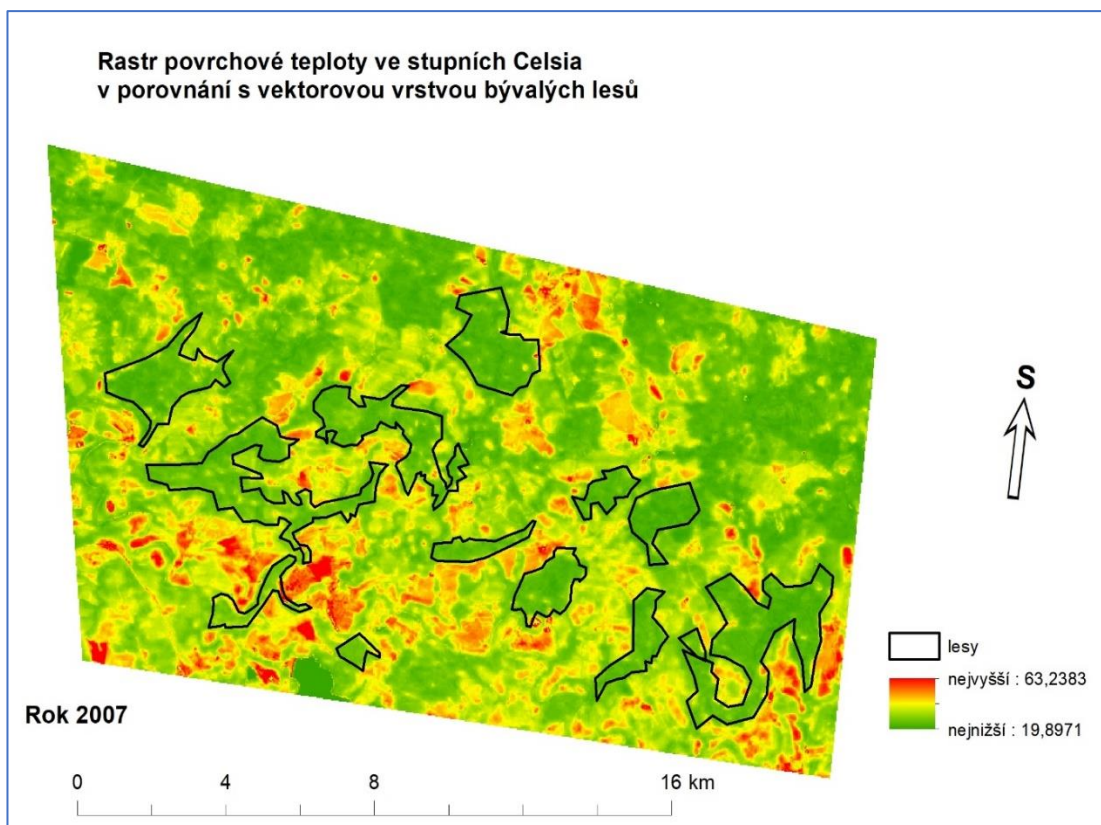 Rastr povrchové teploty ve stupních Celsia
v porovnání s vektorovou vrstvou bývalých lesů
S
lesy
nejvyšší : 63,2383
nejnižší : 19,8971
Rok 2007
0 4 8 16 km